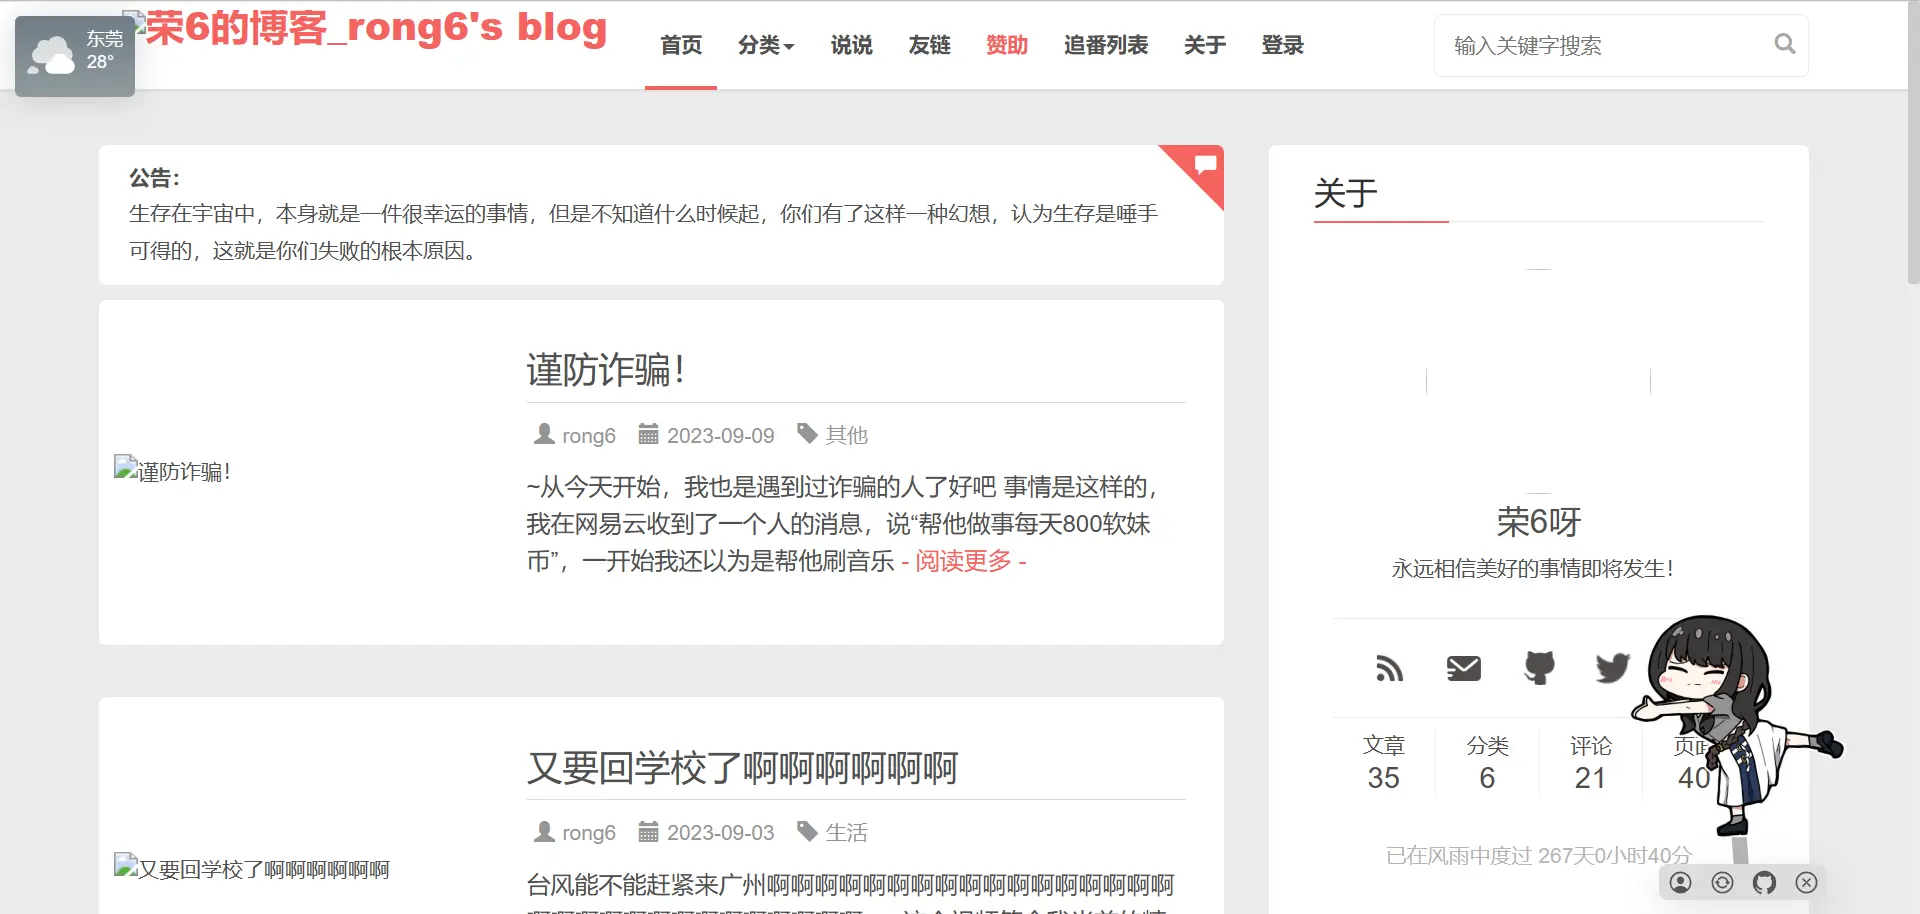 东莞
28°
荣6的博客_rong6's blog
首页 分类 说说 友链 赞助 追番列表 关于 登录
输入关键字搜索
公告：
生存在宇宙中，本身就是一件很幸运的事情，但是不知道什么时候起，你们有了这样一种幻想，认为生存是唾手
可得的，这就是你们失败的根本原因。
谨防诈骗！
谨防诈骗！
rong6 2023-09-09 其他
~从今天开始，我也是遇到过诈骗的人了好吧 事情是这样的，
我在网易云收到了一个人的消息，说“帮他做事每天800软妹
币”，一开始我还以为是帮他刷音乐 - 阅读更多 -
又要回学校了啊啊啊啊啊啊
又要回学校了啊啊啊啊啊啊
rong6 2023-09-03 生活
台风能不能赶紧来广州啊啊啊啊啊啊啊啊啊啊啊啊啊啊啊啊啊
关于
荣6呀
永远相信美好的事情即将发生！
文章 分类 评论
35 6 21 40
已在风雨中度过 267天0小时40分